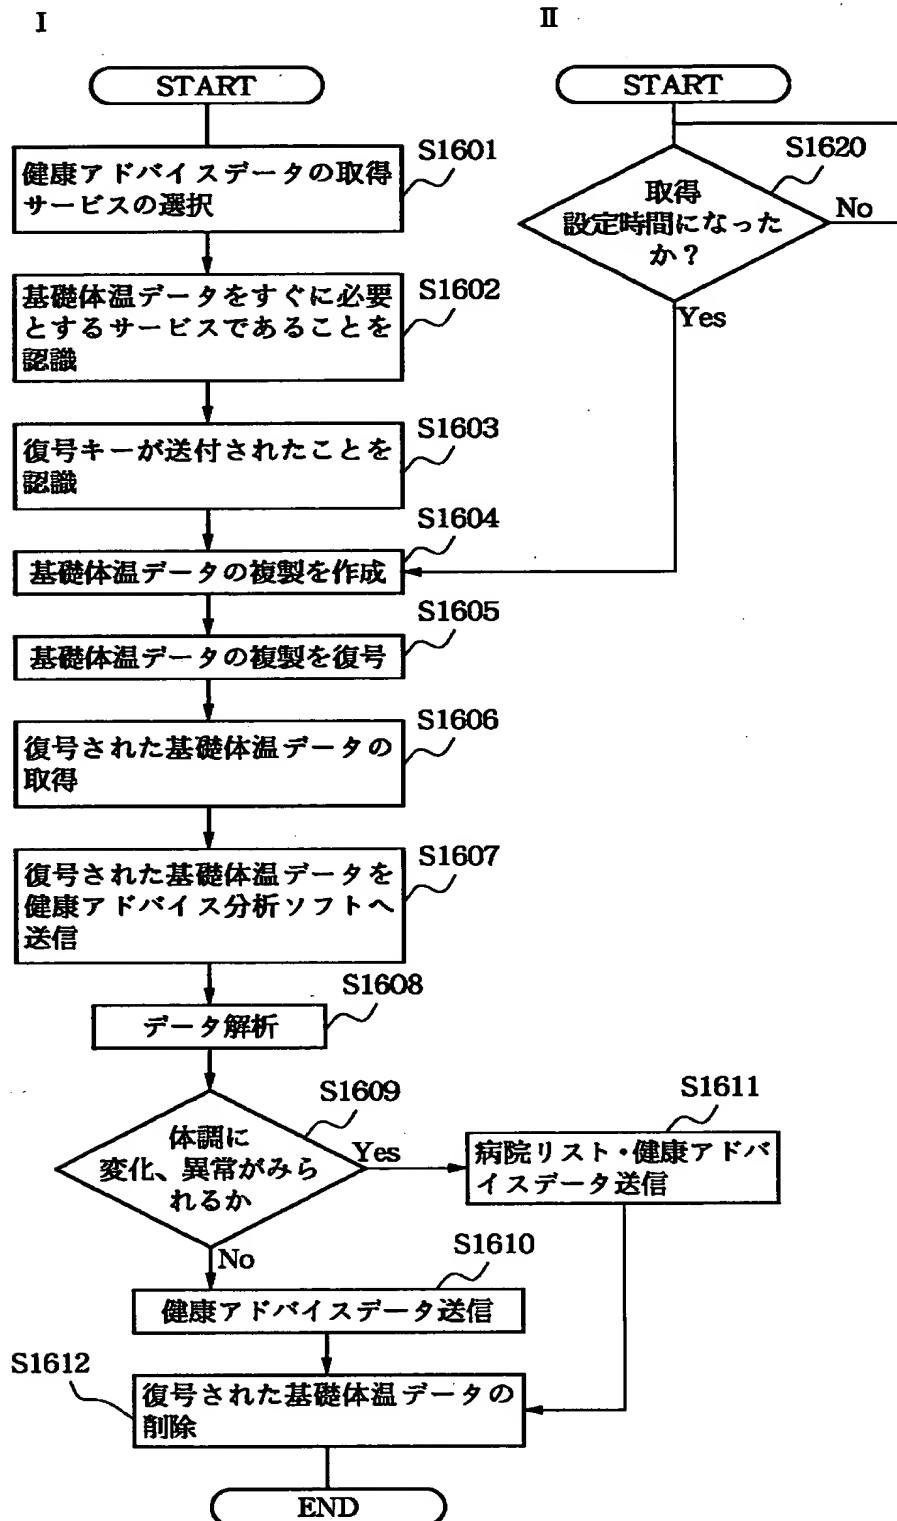 I
II
START
START
S1601
健康アドバイスデータの取得
サービスの選択
S1620
取得
設定時間になった
か？
No
Yes
S1602
基礎体温データをすぐに必要
とするサービスであることを
認識
S1603
復号キーが送付されたことを
認識
S1604
基礎体温データの複製を作成
S1605
基礎体温データの複製を復号
S1606
復号された基礎体温データの
取得
S1607
復号された基礎体温データを
健康アドバイス分析ソフトへ
送信
S1608
データ解析
S1609
体調に
変化、異常がみら
れるか
Yes
No
S1611
病院リスト・健康アドバ
イスデータ送信
S1610
健康アドバイスデータ送信
S1612
復号された基礎体温データの
削除
END